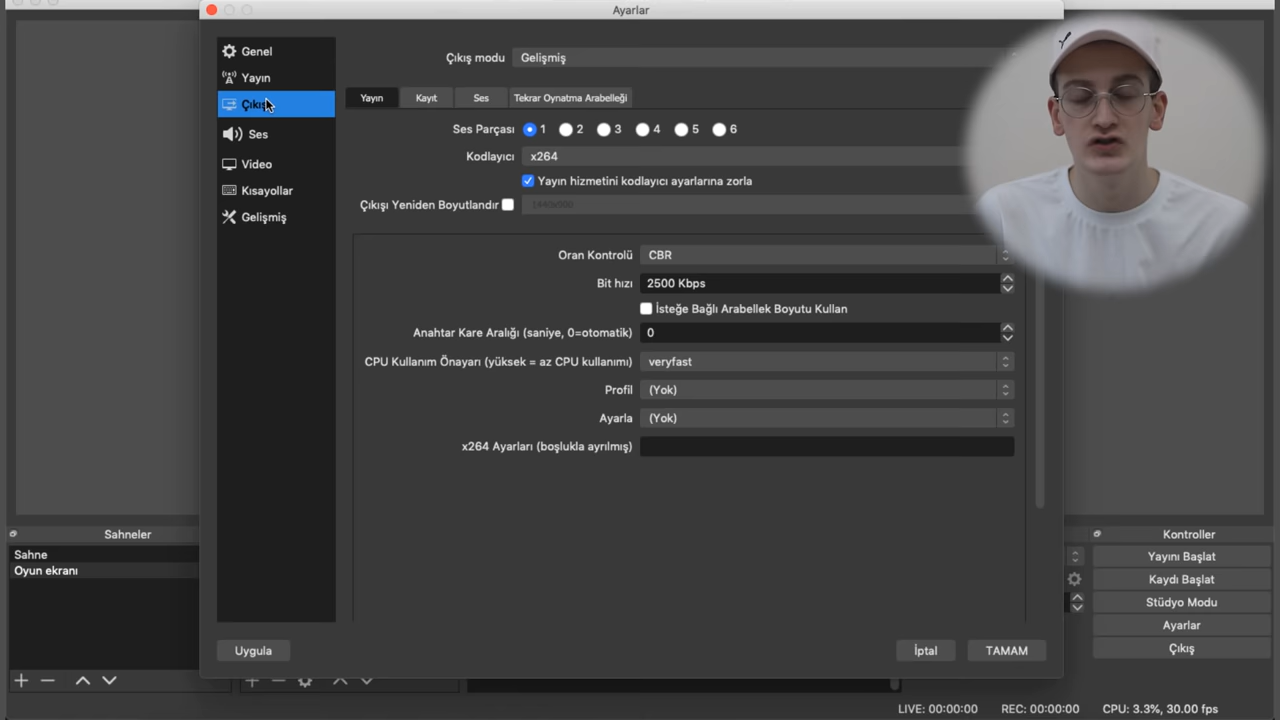 Ayarlar
Genel
Yayın
Çıkış
Ses
Video
Kısayollar
Gelişmiş
Çıkış modu Gelişmiş
Yayın Kayıt Ses Tekrar Oynatma Arabelleği
Ses Parçası 1 2 3 4 5 6
Kodlayıcı x264
Yayın hizmetini kodlayıcı ayarlarına zorla
Çıkışı Yeniden Boyutlandır 1440x900
Oran Kontrolü CBR
Bit hızı 2500 Kbps
İsteğe Bağlı Arabellek Boyutu Kullan
Anahtar Kare Aralığı (saniye, 0=otomatik) 0
CPU Kullanım Önayarı (yüksek = az CPU kullanımı) veryfast
Profil (Yok)
Ayarla (Yok)
x264 Ayarları (boşlukla ayrılmış)
Uygula İptal TAMAM
Sahneler
Sahne
Oyun ekranı
Kontroller
Yayını Başlat
Kaydı Başlat
Stüdyo Modu
Ayarlar
Çıkış
LIVE: 00:00:00 REC: 00:00:00 CPU: 3.3%, 30.00 fps